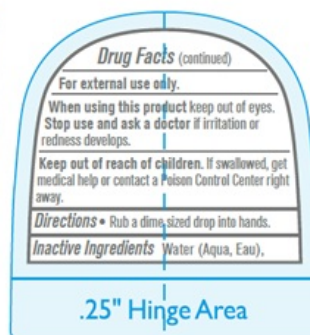 Drug Facts (continued)
For external use only.
When using this product keep out of eyes.
Stop use and ask a doctor if irritation or
redness develops.
Keep out of reach of children. If swallowed, get
medical help or contact a Poison Control Center right
away.
Directions • Rub a dime sized drop into hands.
Inactive Ingredients Water (Aqua, Eau),
.25" Hinge Area